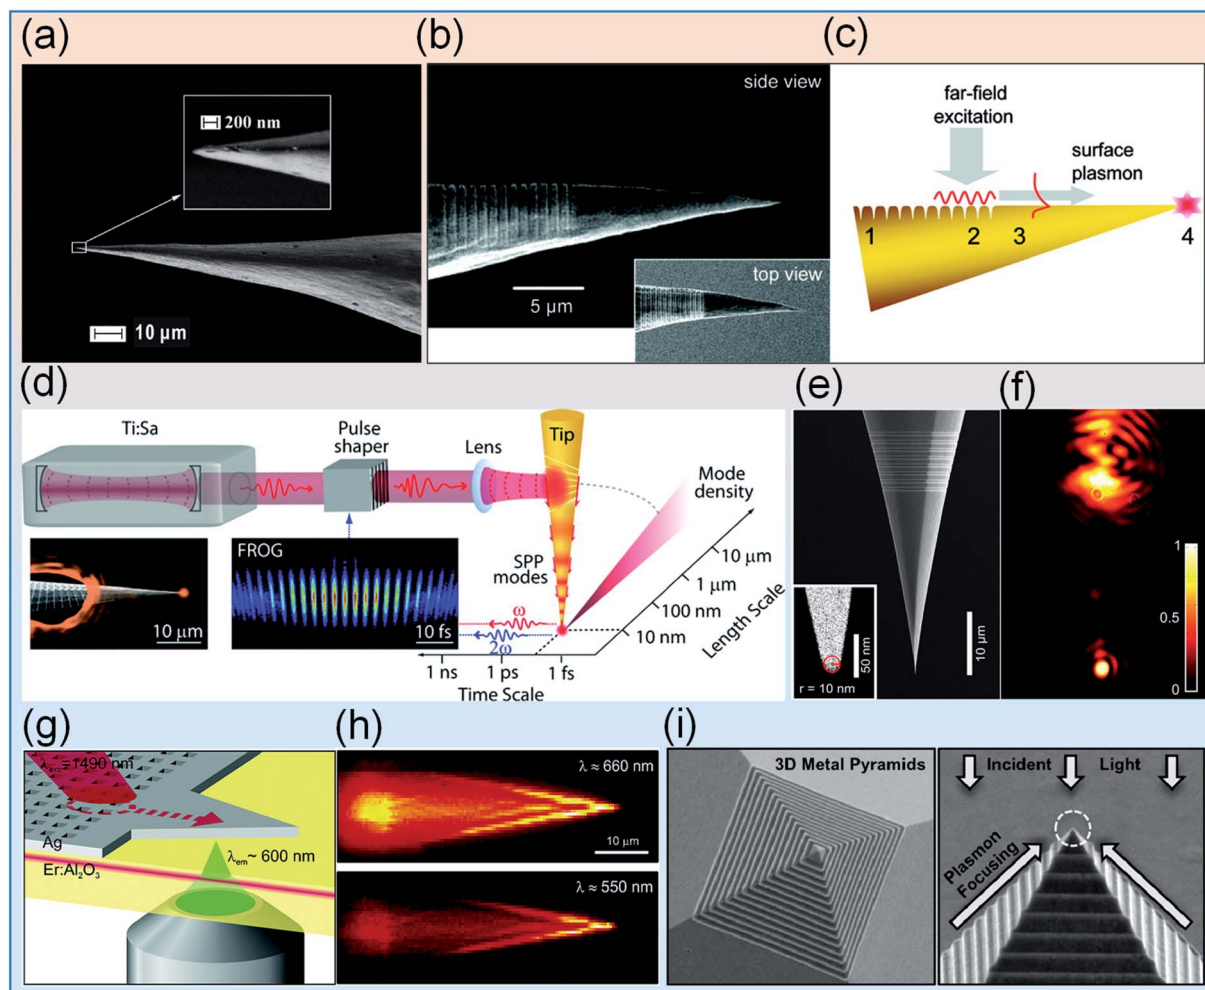 (a)
200 nm
10 µm
(b)
side view
5 µm
top view
(c)
far-field
excitation
surface
plasmon
1
2
3
4
(d)
Ti:Sa
Pulse
shaper
Lens
Tip
Mode
density
FROG
SPP
modes
10 µm
10 fs
ω
2ω
10 µm
1 µm
100 nm
10 nm
Length Scale
1 ns
1 ps
1 fs
Time Scale
(e)
50 nm
r = 10 nm
10 µm
(f)
1
0.5
0
(g)
λexc=1490 nm
Ag
λem~ 600 nm
Er:Al₂O₃
(h)
λ ≈ 660 nm
10 µm
λ ≈ 550 nm
(i)
3D Metal Pyramids
Incident Light
Plasmon
Focusing